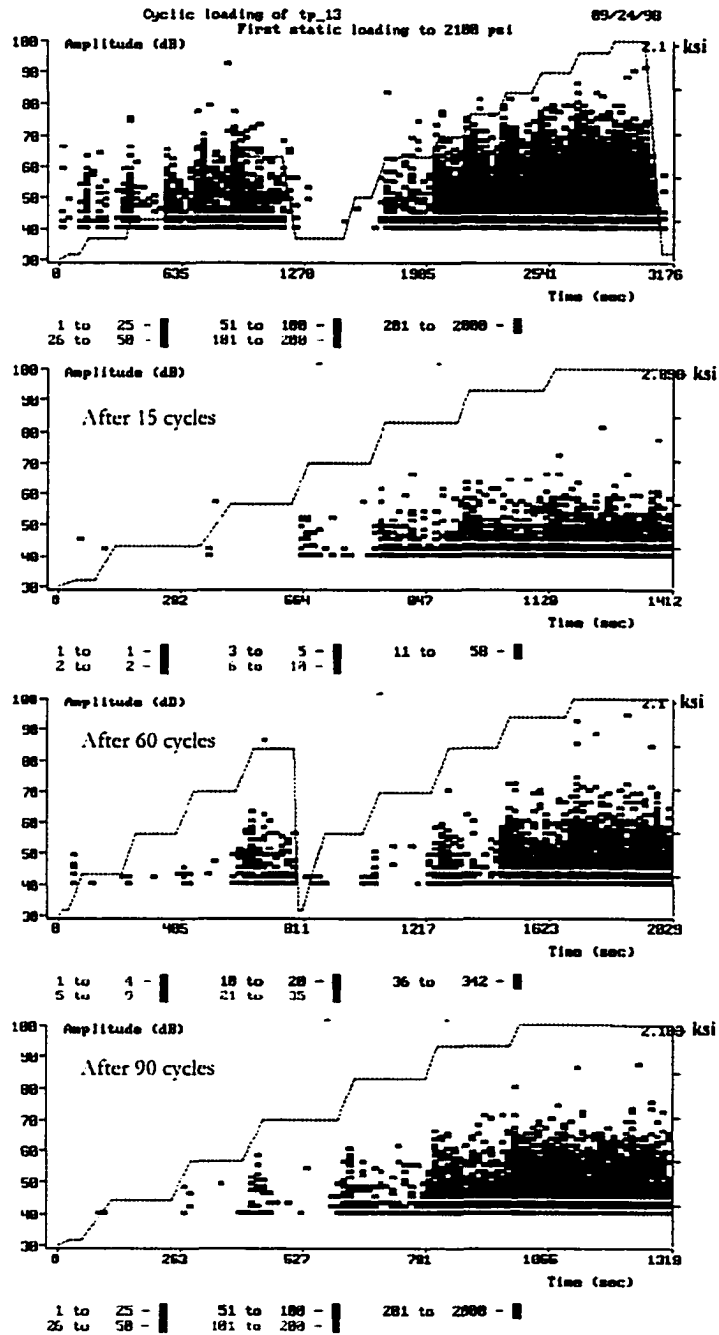 Cyclic loading of tp_13 09/24/98
First static loading to 2100 psi
Amplitude (dB)
2.1 ksi
100
90
80
70
60
50
40
30
0 635 1270 1905 2541 3176
Time (sec)
1 to 25 - 51 to 100 - 201 to 2000 -
26 to 50 - 101 to 200 -
Amplitude (dB)
2.098 ksi
After 15 cycles
100
90
80
70
60
50
40
30
0 282 564 847 1128 1412
Time (sec)
1 to 1 - 3 to 5 - 11 to 58 -
2 to 2 - 6 to 10 -
Amplitude (dB)
2.1 ksi
After 60 cycles
100
90
80
70
60
50
40
30
0 405 811 1217 1623 2029
Time (sec)
1 to 4 - 10 to 20 - 36 to 342 -
5 to 9 - 21 to 35 -
Amplitude (dB)
ksi
After 90 cycles
100
90
80
70
60
50
40
30
0 263 527 791 1066 1319
Time (sec)
1 to 25 - 51 to 100 - 201 to 2000 -
26 to 50 - 101 to 200 -